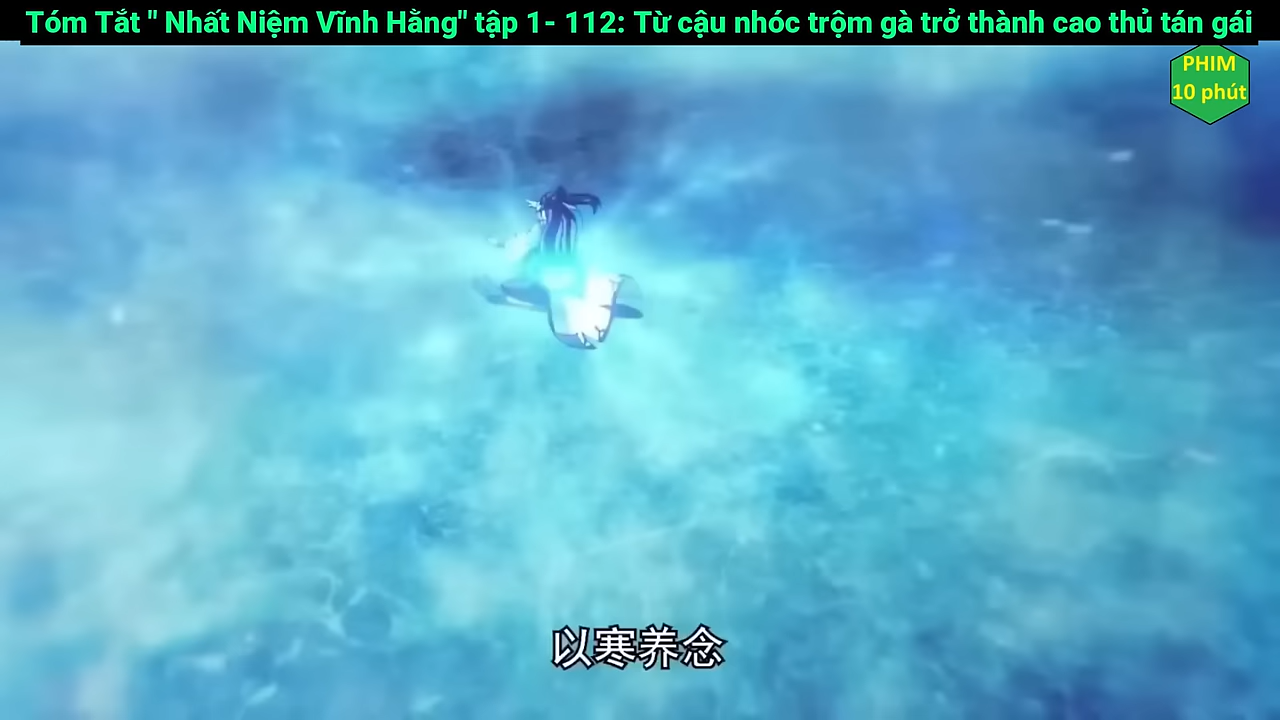 Tóm Tắt " Nhất Niệm Vĩnh Hằng" tập 1- 112: Từ cậu nhóc trộm gà trở thành cao thủ tán gái
PHIM
10 phút
以寒养念